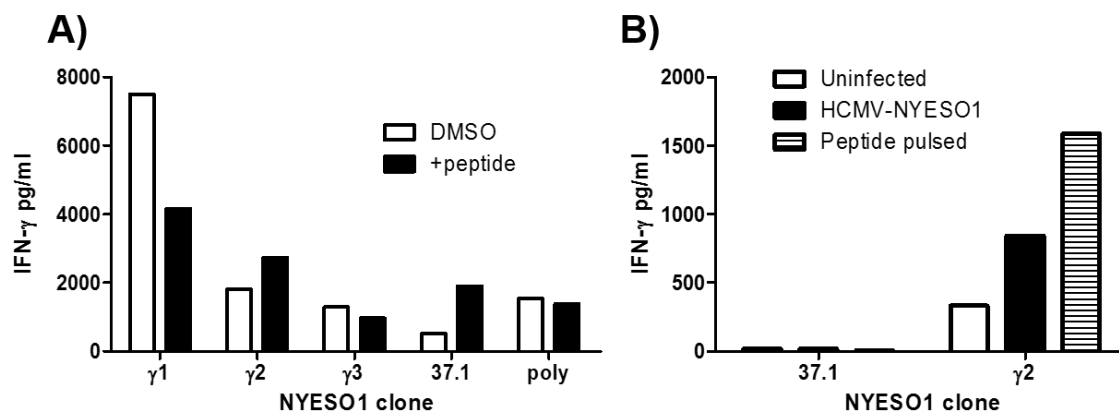 A)
8000
6000
4000
2000
0
IFN-γ pg/ml
DMSO
+peptide
γ1 γ2 γ3 37.1 poly
NYESO1 clone
B)
2000
1500
1000
500
0
IFN-γ pg/ml
Uninfected
HCMV-NYESO1
Peptide pulsed
37.1 γ2
NYESO1 clone